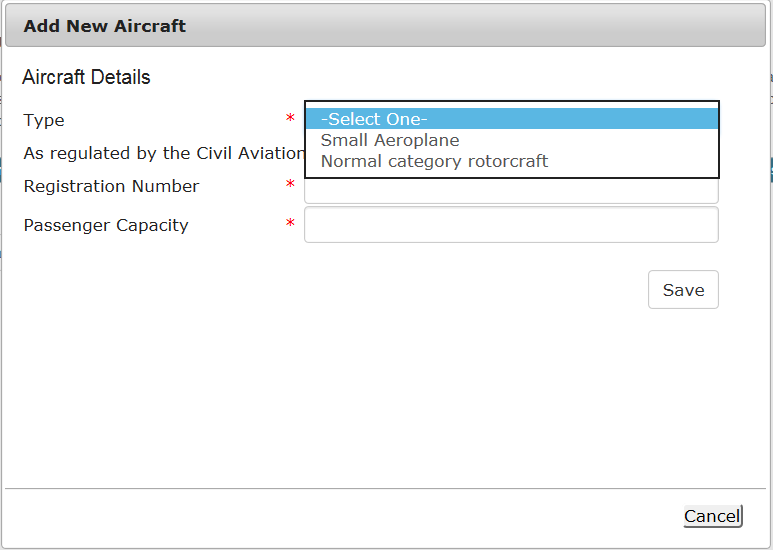 Add New Aircraft
Aircraft Details
Type *
-Select One-
Small Aeroplane
Normal category rotorcraft
As regulated by the Civil Aviation
Registration Number *
Passenger Capacity *
Save
Cancel